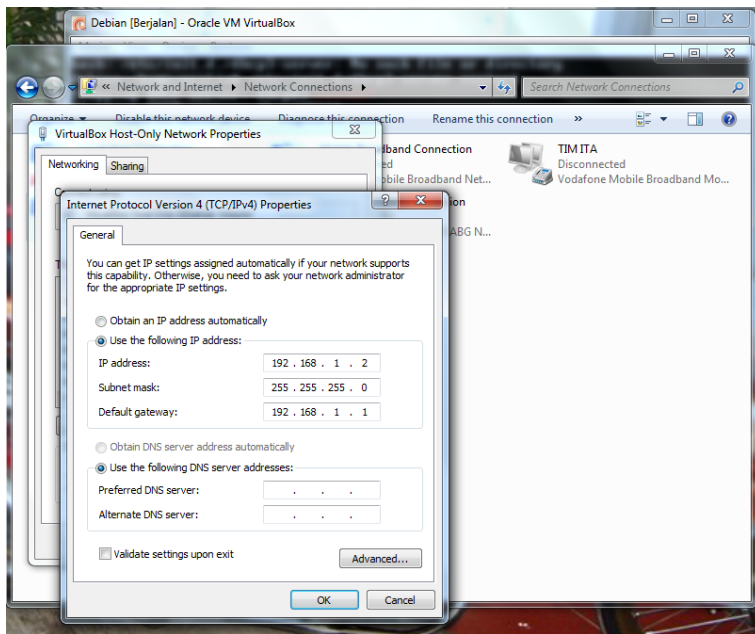 Debian [Berjalan] - Oracle VM VirtualBox
« Network and Internet ▸ Network Connections ▸
Search Network Connections
Organize Disable this network device Diagnose this connection Rename this connection »
VirtualBox Host-Only Network Properties
Networking Sharing
dband Connection
ed
obile Broadband Net...
TIM ITA
Disconnected
Vodafone Mobile Broadband Mo...
ion
ABG N...
Internet Protocol Version 4 (TCP/IPv4) Properties
General
You can get IP settings assigned automatically if your network supports
this capability. Otherwise, you need to ask your network administrator
for the appropriate IP settings.
Obtain an IP address automatically
Use the following IP address:
IP address: 192 . 168 . 1 . 2
Subnet mask: 255 . 255 . 255 . 0
Default gateway: 192 . 168 . 1 . 1
Obtain DNS server address automatically
Use the following DNS server addresses:
Preferred DNS server: . . .
Alternate DNS server: . . .
Validate settings upon exit
Advanced...
OK Cancel